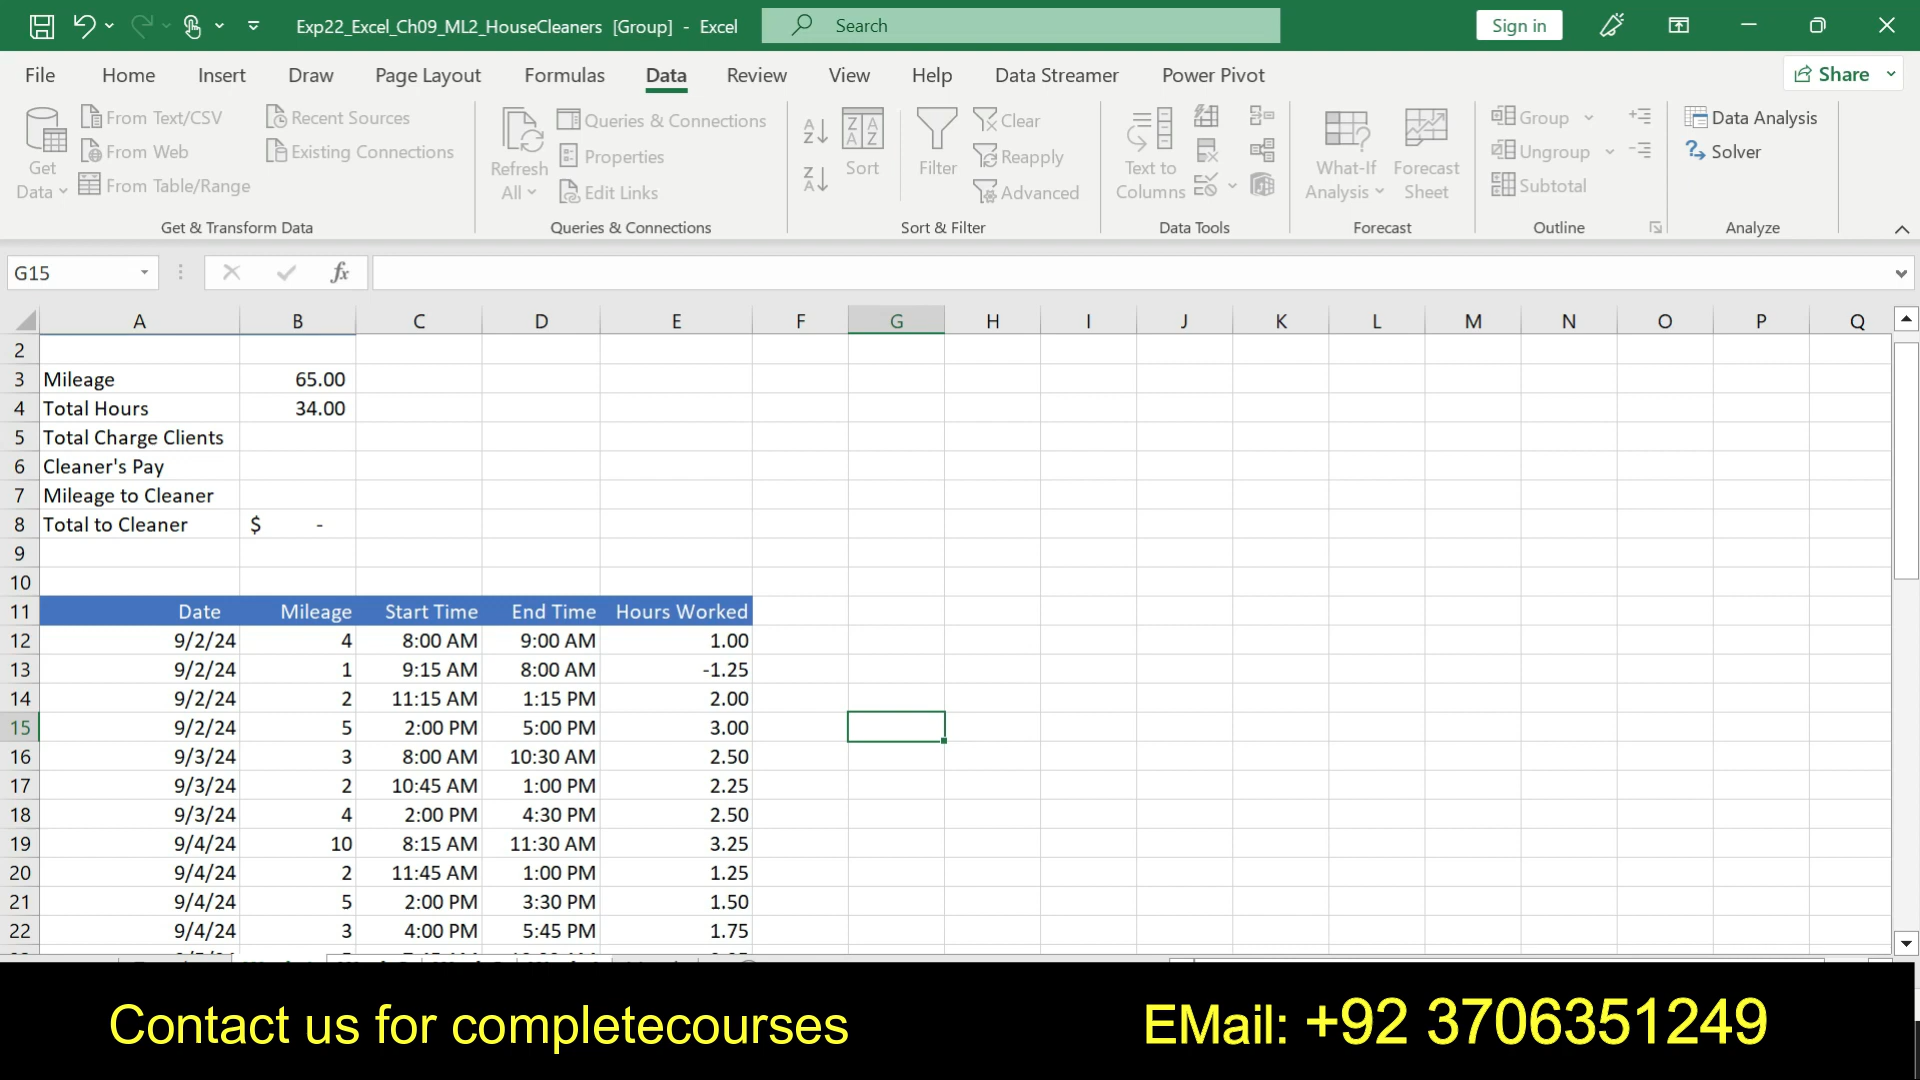 Exp22_Excel_Ch09_ML2_HouseCleaners [Group] - Excel
Search
Sign in
File Home Insert Draw Page Layout Formulas Data Review View Help Data Streamer Power Pivot
Share
Get Data
From Text/CSV
From Web
From Table/Range
Recent Sources
Existing Connections
Get & Transform Data
Refresh All
Queries & Connections
Properties
Edit Links
Queries & Connections
Sort
Filter
Clear
Reapply
Advanced
Sort & Filter
Text to Columns
Data Tools
What-If Analysis
Forecast Sheet
Forecast
Group
Ungroup
Subtotal
Outline
Data Analysis
Solver
Analyze
G15
fx
A B C D E F G H I J K L M N O P Q
2
3 Mileage 65.00
4 Total Hours 34.00
5 Total Charge Clients
6 Cleaner's Pay
7 Mileage to Cleaner
8 Total to Cleaner $ -
9
10
11 Date Mileage Start Time End Time Hours Worked
12 9/2/24 4 8:00 AM 9:00 AM 1.00
13 9/2/24 1 9:15 AM 8:00 AM -1.25
14 9/2/24 2 11:15 AM 1:15 PM 2.00
15 9/2/24 5 2:00 PM 5:00 PM 3.00
16 9/3/24 3 8:00 AM 10:30 AM 2.50
17 9/3/24 2 10:45 AM 1:00 PM 2.25
18 9/3/24 4 2:00 PM 4:30 PM 2.50
19 9/4/24 10 8:15 AM 11:30 AM 3.25
20 9/4/24 2 11:45 AM 1:00 PM 1.25
21 9/4/24 5 2:00 PM 3:30 PM 1.50
22 9/4/24 3 4:00 PM 5:45 PM 1.75
Contact us for completecourses
EMail: +92 3706351249